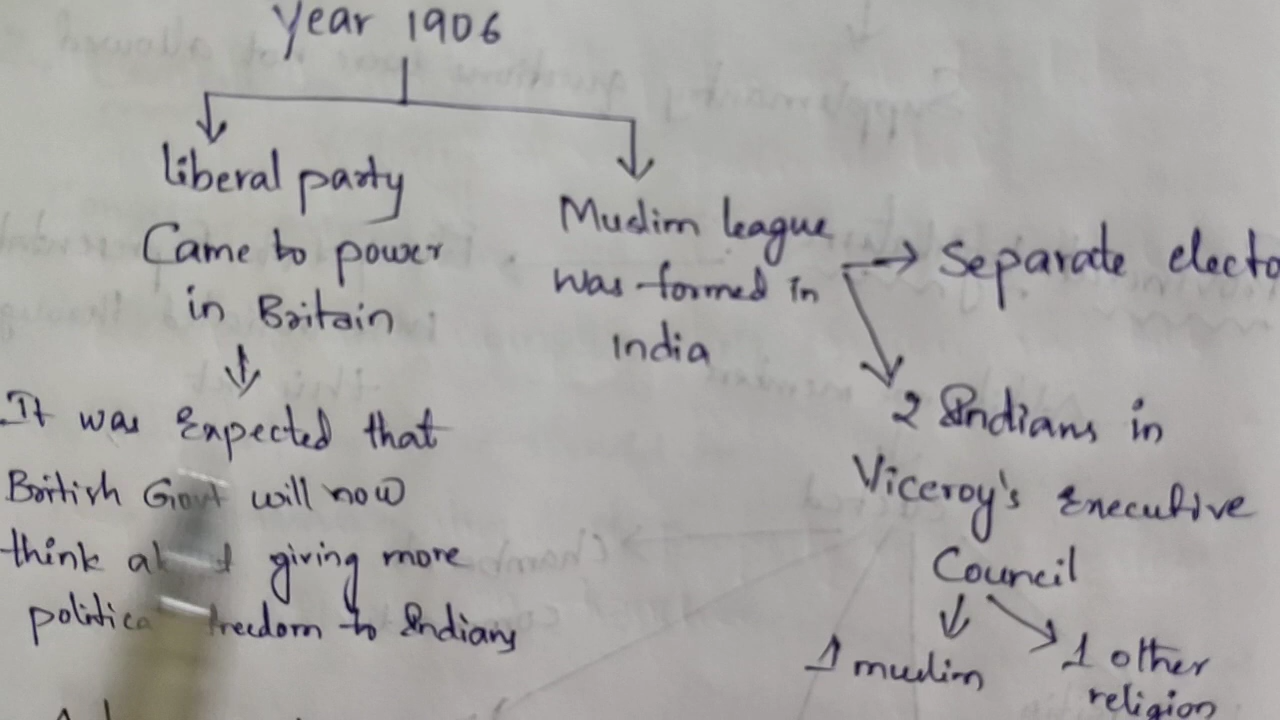 Year 1906
Liberal party
Came to power
in Britain
It was Expected that
British Govt will now
think giving more
freedom to Indians
Muslim league
was formed in
India
Separate electo
2 Indians in
Viceroy's Executive
Council
1 muslim
1 other
religion